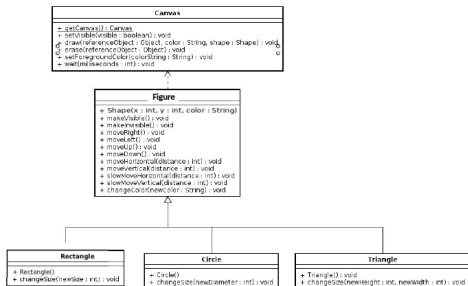 Canvas
+ getCanvas() : Canvas
+ setVisible(visible : boolean) : void
+ draw(referenceObject : Object, color : String, shape : Shape) : void
+ erase(referenceObject : Object) : void
+ setForegroundColor(colorString : String) : void
+ wait(milliseconds : int) : void
Figure
+ Shape(x : int, y : int, color : String)
+ makeVisible() : void
+ makeInvisible() : void
+ moveRight() : void
+ moveLeft() : void
+ moveUp() : void
+ moveDown() : void
+ moveHorizontal(distance : int) : void
+ moveVertical(distance : int) : void
+ slowMoveHorizontal(distance : int) : void
+ slowMoveVertical(distance : int) : void
+ changeColor(newColor : String) : void
Rectangle
+ Rectangle()
+ changeSize(newSize : int) : void
Circle
+ Circle()
+ changeSize(newDiameter : int) : void
Triangle
+ Triangle() : void
+ changeSize(newHeight : int, newWidth : int) : void